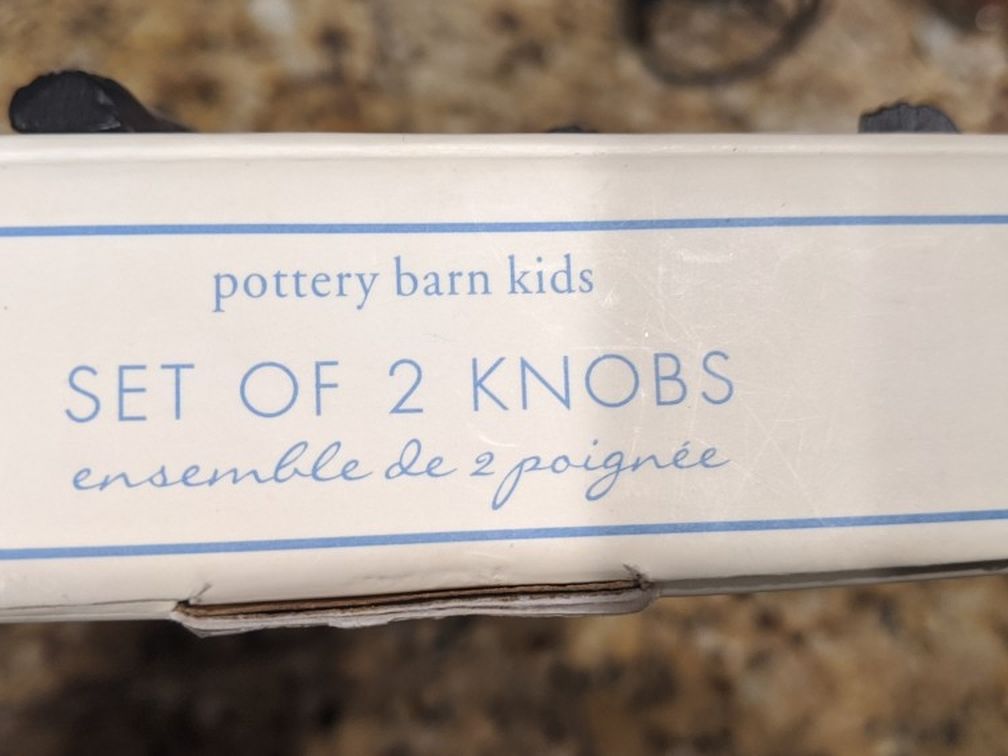 pottery barn kids
SET OF 2 KNOBS
ensemble de 2 poignée